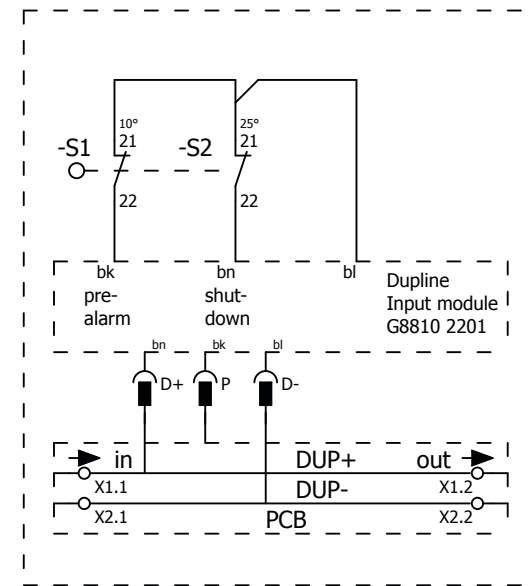 10° 25°
-S1 21 -S2 21
22 22
bk bn bl
pre-
alarm
shut-
down
Dupline
Input module
G8810 2201
bn bk bl
D+ P D-
in DUP+ out
X1.1 X1.2
DUP-
X2.1 PCB X2.2